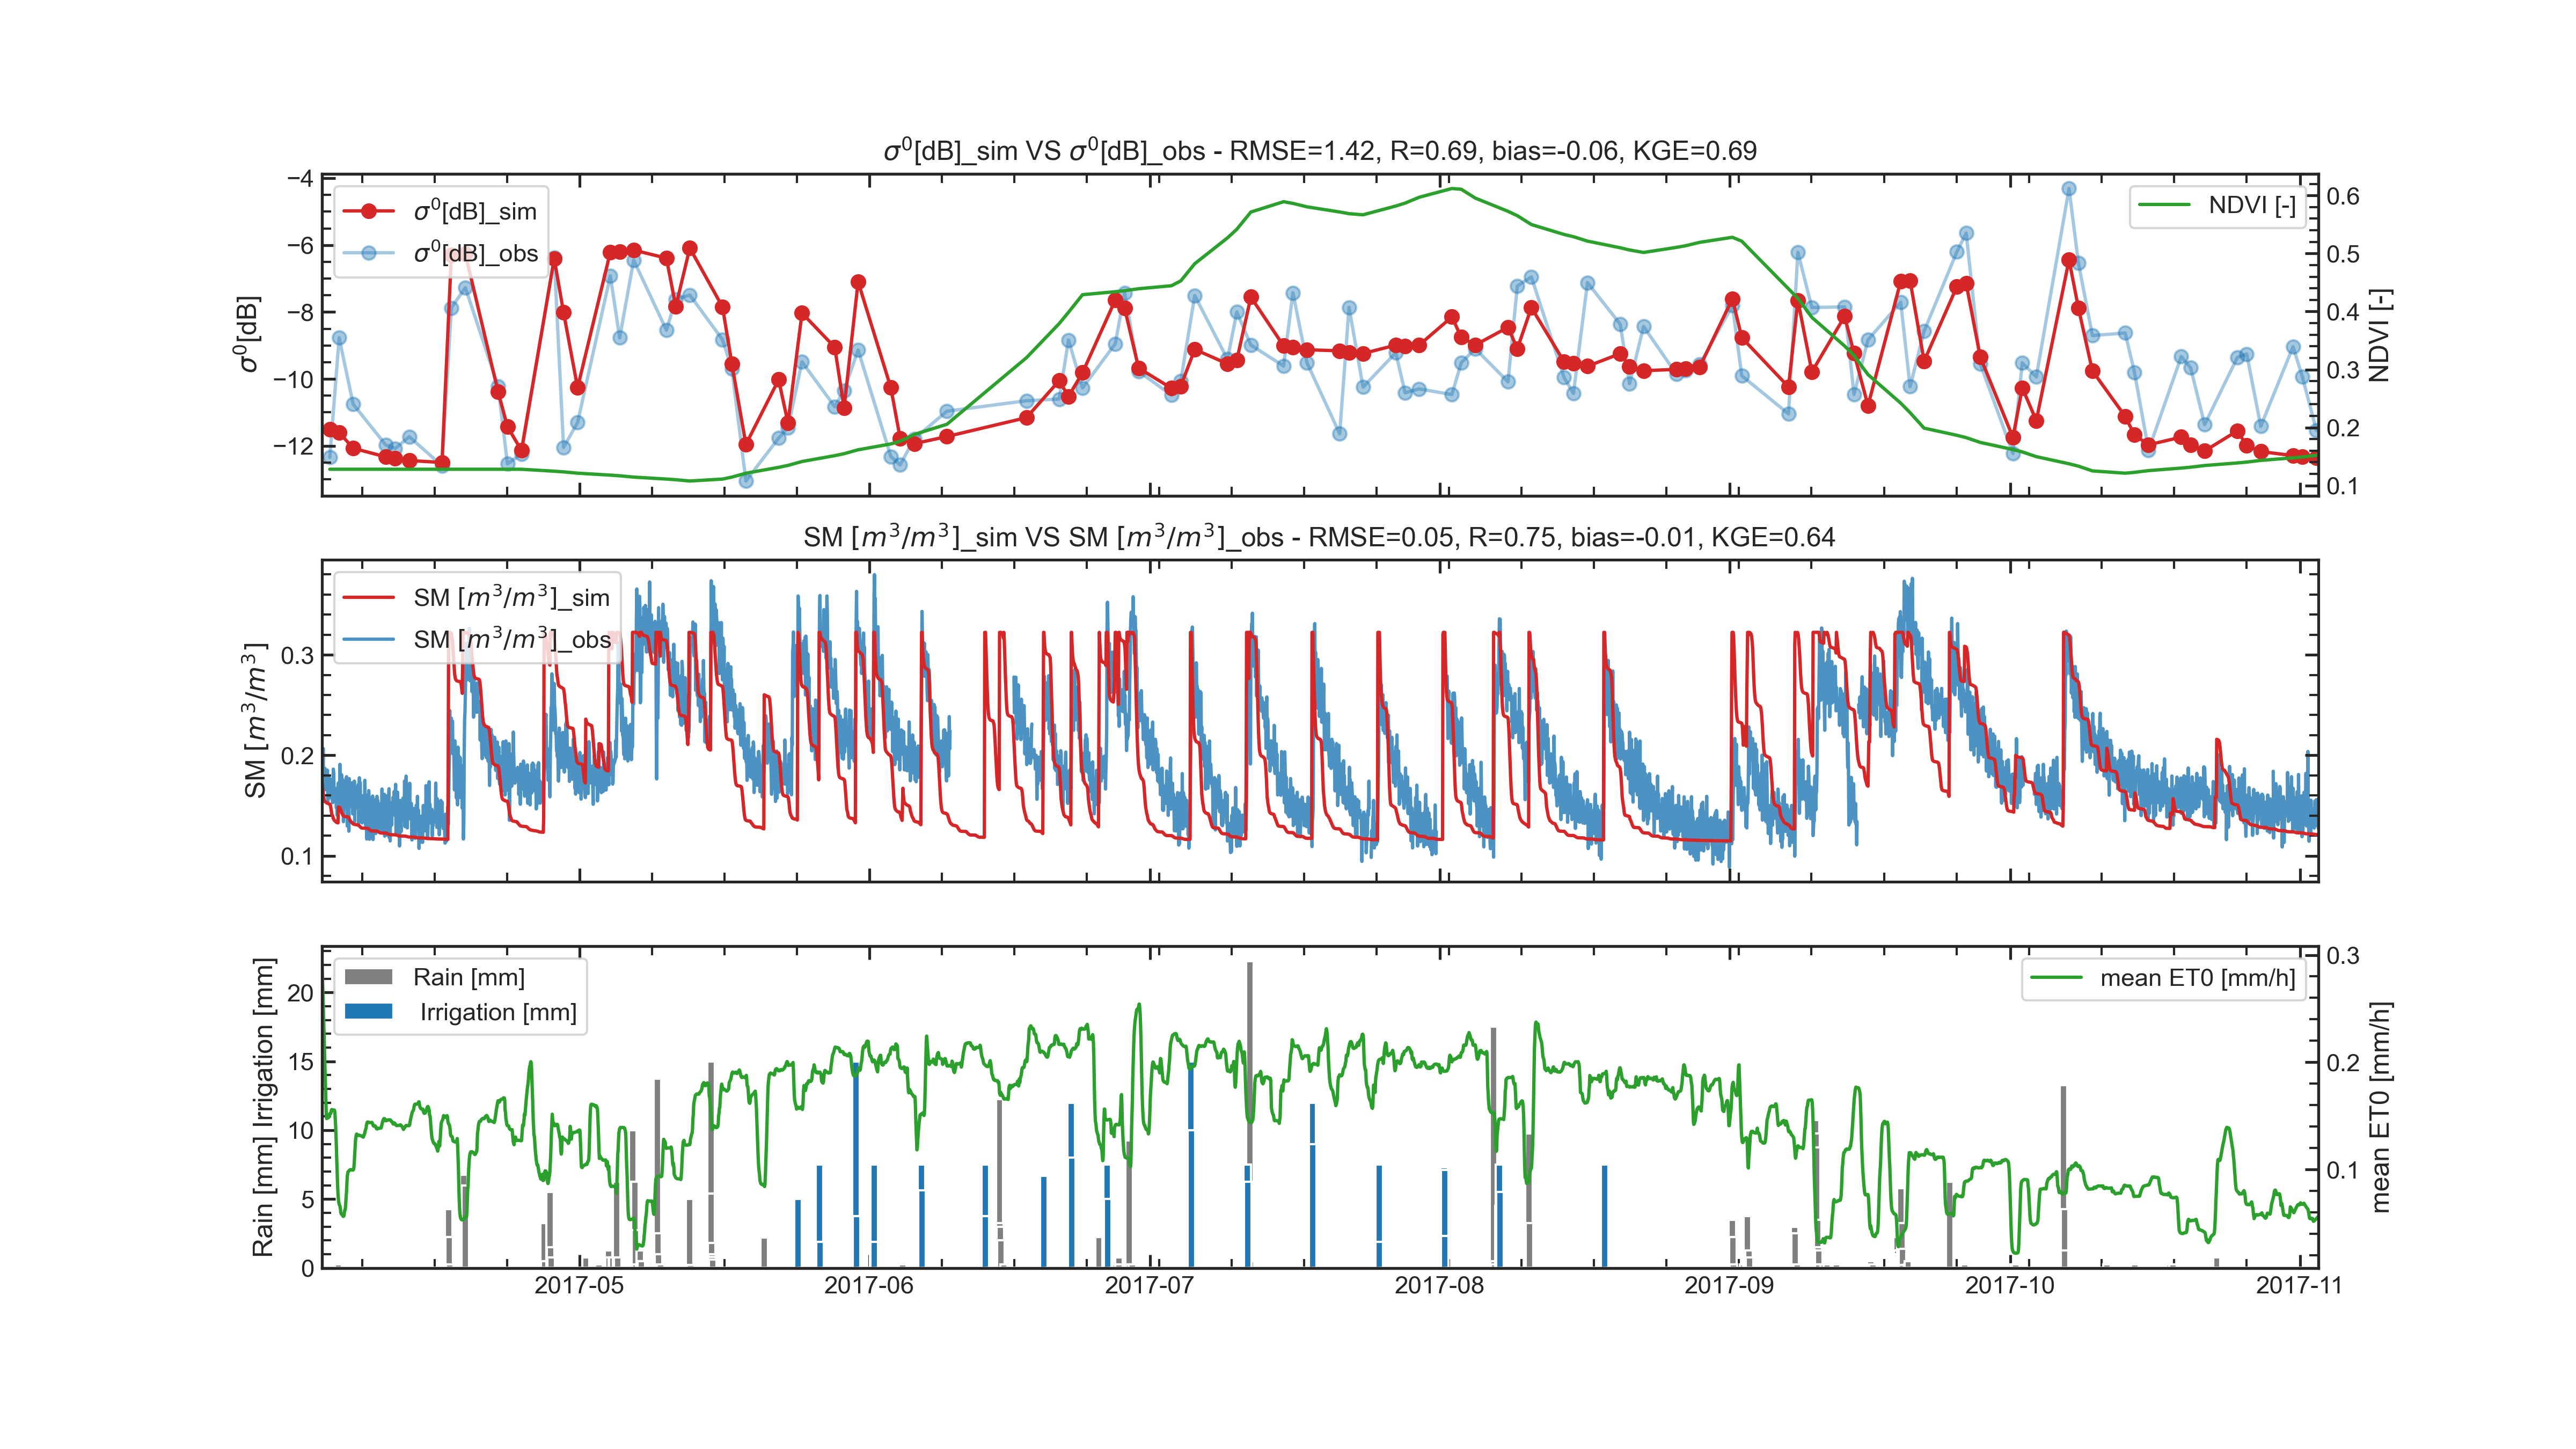 σ⁰[dB]_sim VS σ⁰[dB]_obs - RMSE=1.42, R=0.69, bias=-0.06, KGE=0.69
σ⁰[dB]
−4
−6
−8
−10
−12
σ⁰[dB]_sim
σ⁰[dB]_obs
NDVI [-]
0.6
0.5
0.4
0.3
0.2
0.1
NDVI [-]
SM [m³/m³]_sim VS SM [m³/m³]_obs - RMSE=0.05, R=0.75, bias=-0.01, KGE=0.64
SM [m³/m³]
0.3
0.2
0.1
SM [m³/m³]_sim
SM [m³/m³]_obs
Rain [mm] Irrigation [mm]
20
15
10
5
0
Rain [mm]
Irrigation [mm]
mean ET0 [mm/h]
0.3
0.2
0.1
mean ET0 [mm/h]
2017-05
2017-06
2017-07
2017-08
2017-09
2017-10
2017-11